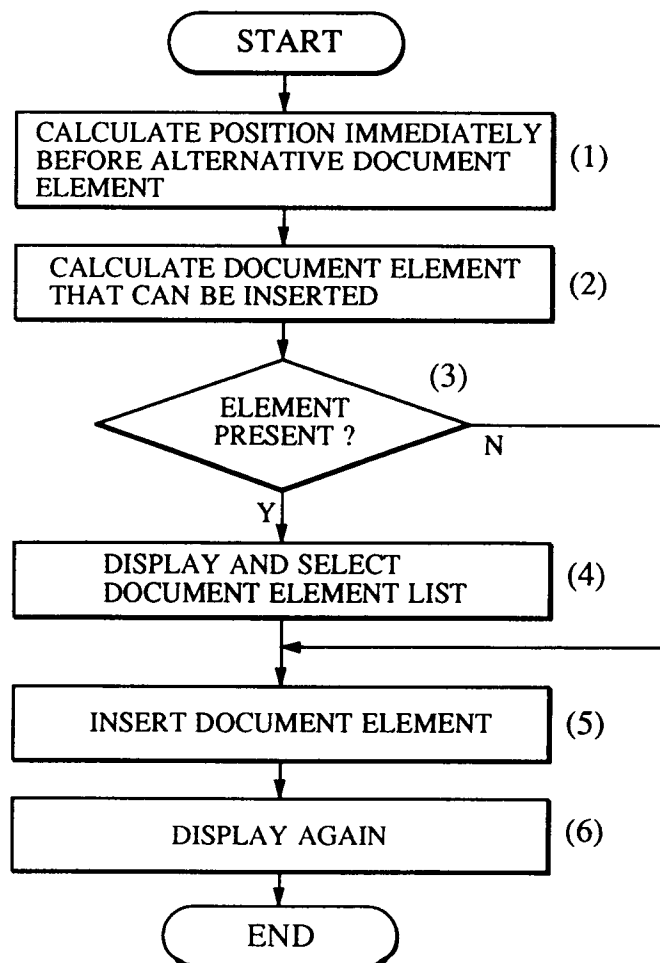 START
CALCULATE POSITION IMMEDIATELY
BEFORE ALTERNATIVE DOCUMENT
ELEMENT
(1)
CALCULATE DOCUMENT ELEMENT
THAT CAN BE INSERTED
(2)
(3)
ELEMENT
PRESENT ?
N
Y
DISPLAY AND SELECT
DOCUMENT ELEMENT LIST
(4)
INSERT DOCUMENT ELEMENT
(5)
DISPLAY AGAIN
(6)
END